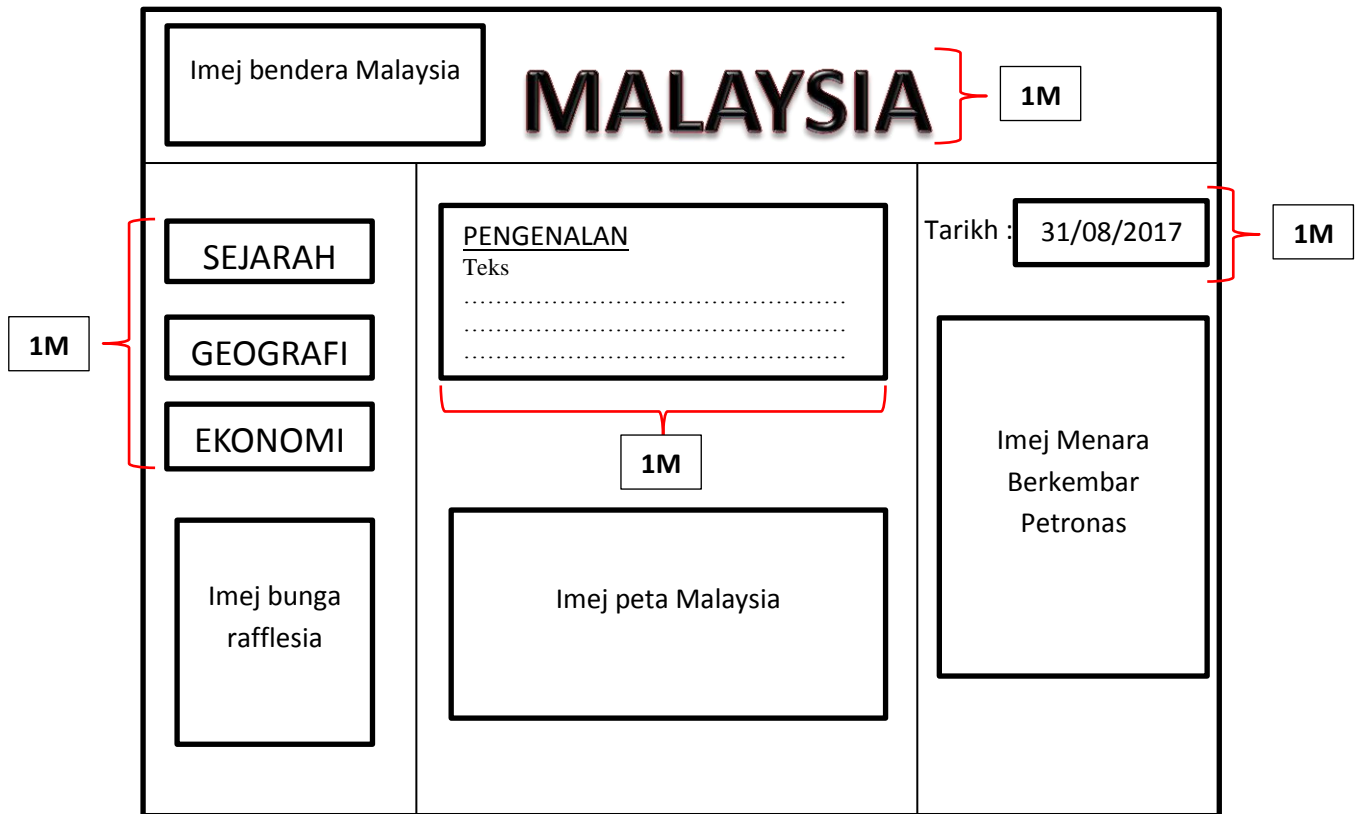 Imej bendera Malaysia
MALAYSIA
1M
SEJARAH
GEOGRAFI
EKONOMI
1M
Imej bunga
rafflesia
PENGENALAN
Teks
................................................
................................................
................................................
1M
Imej peta Malaysia
Tarikh : 31/08/2017
1M
Imej Menara
Berkembar
Petronas